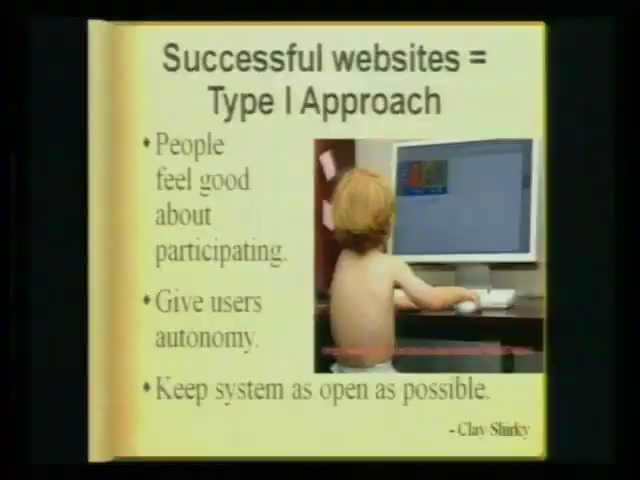 Successful websites =
Type I Approach
• People
feel good
about
participating.
• Give users
autonomy.
• Keep system as open as possible.
- Clay Shirky